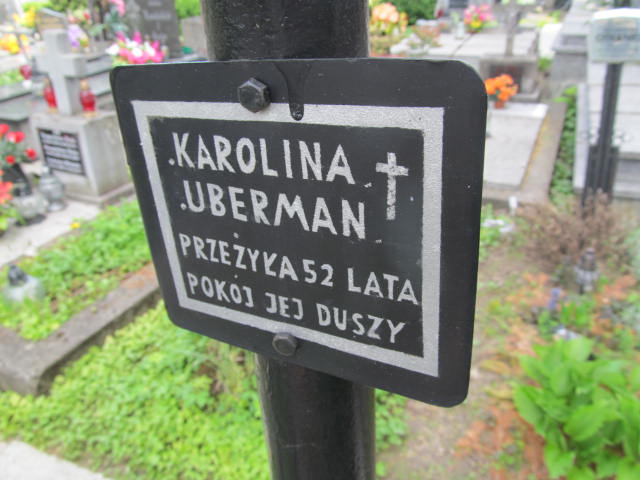 .KAROLINA
.UBERMAN
PRZEŻYŁA 52 LATA
POKÓJ JEJ DUSZY